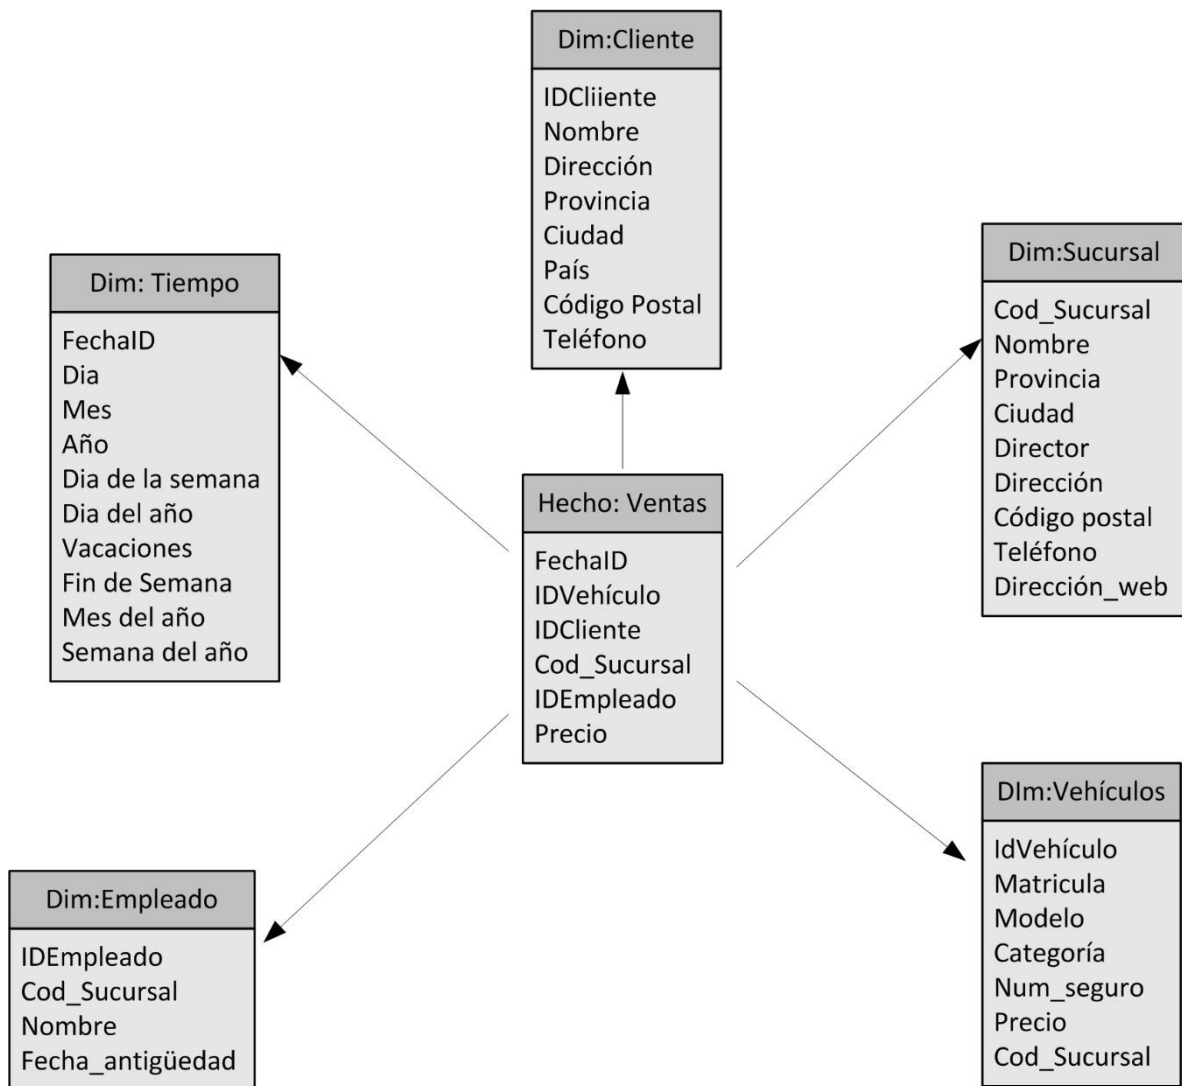 Dim:Cliente
IDCliiente
Nombre
Dirección
Provincia
Ciudad
País
Código Postal
Teléfono
Dim: Tiempo
FechaID
Dia
Mes
Año
Dia de la semana
Dia del año
Vacaciones
Fin de Semana
Mes del año
Semana del año
Dim:Sucursal
Cod_Sucursal
Nombre
Provincia
Ciudad
Director
Dirección
Código postal
Teléfono
Dirección_web
Hecho: Ventas
FechaID
IDVehículo
IDCliente
Cod_Sucursal
IDEmpleado
Precio
Dim:Empleado
IDEmpleado
Cod_Sucursal
Nombre
Fecha_antigüedad
DIm:Vehículos
IdVehículo
Matricula
Modelo
Categoría
Num_seguro
Precio
Cod_Sucursal